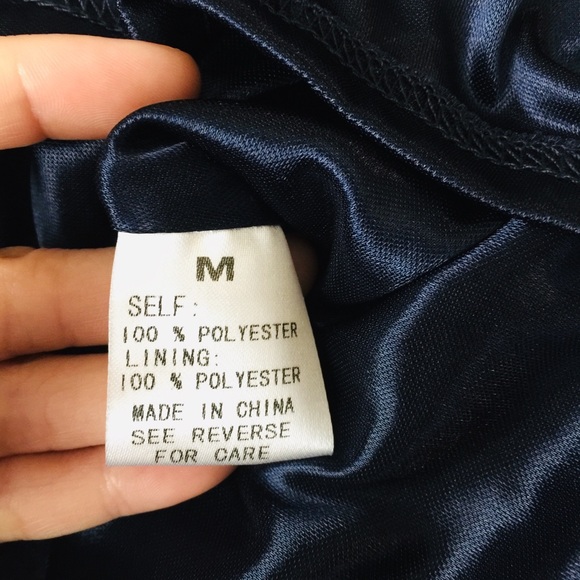 M
SELF:
100 % POLYESTER
LINING:
100 % POLYESTER
MADE IN CHINA
SEE REVERSE
FOR CARE